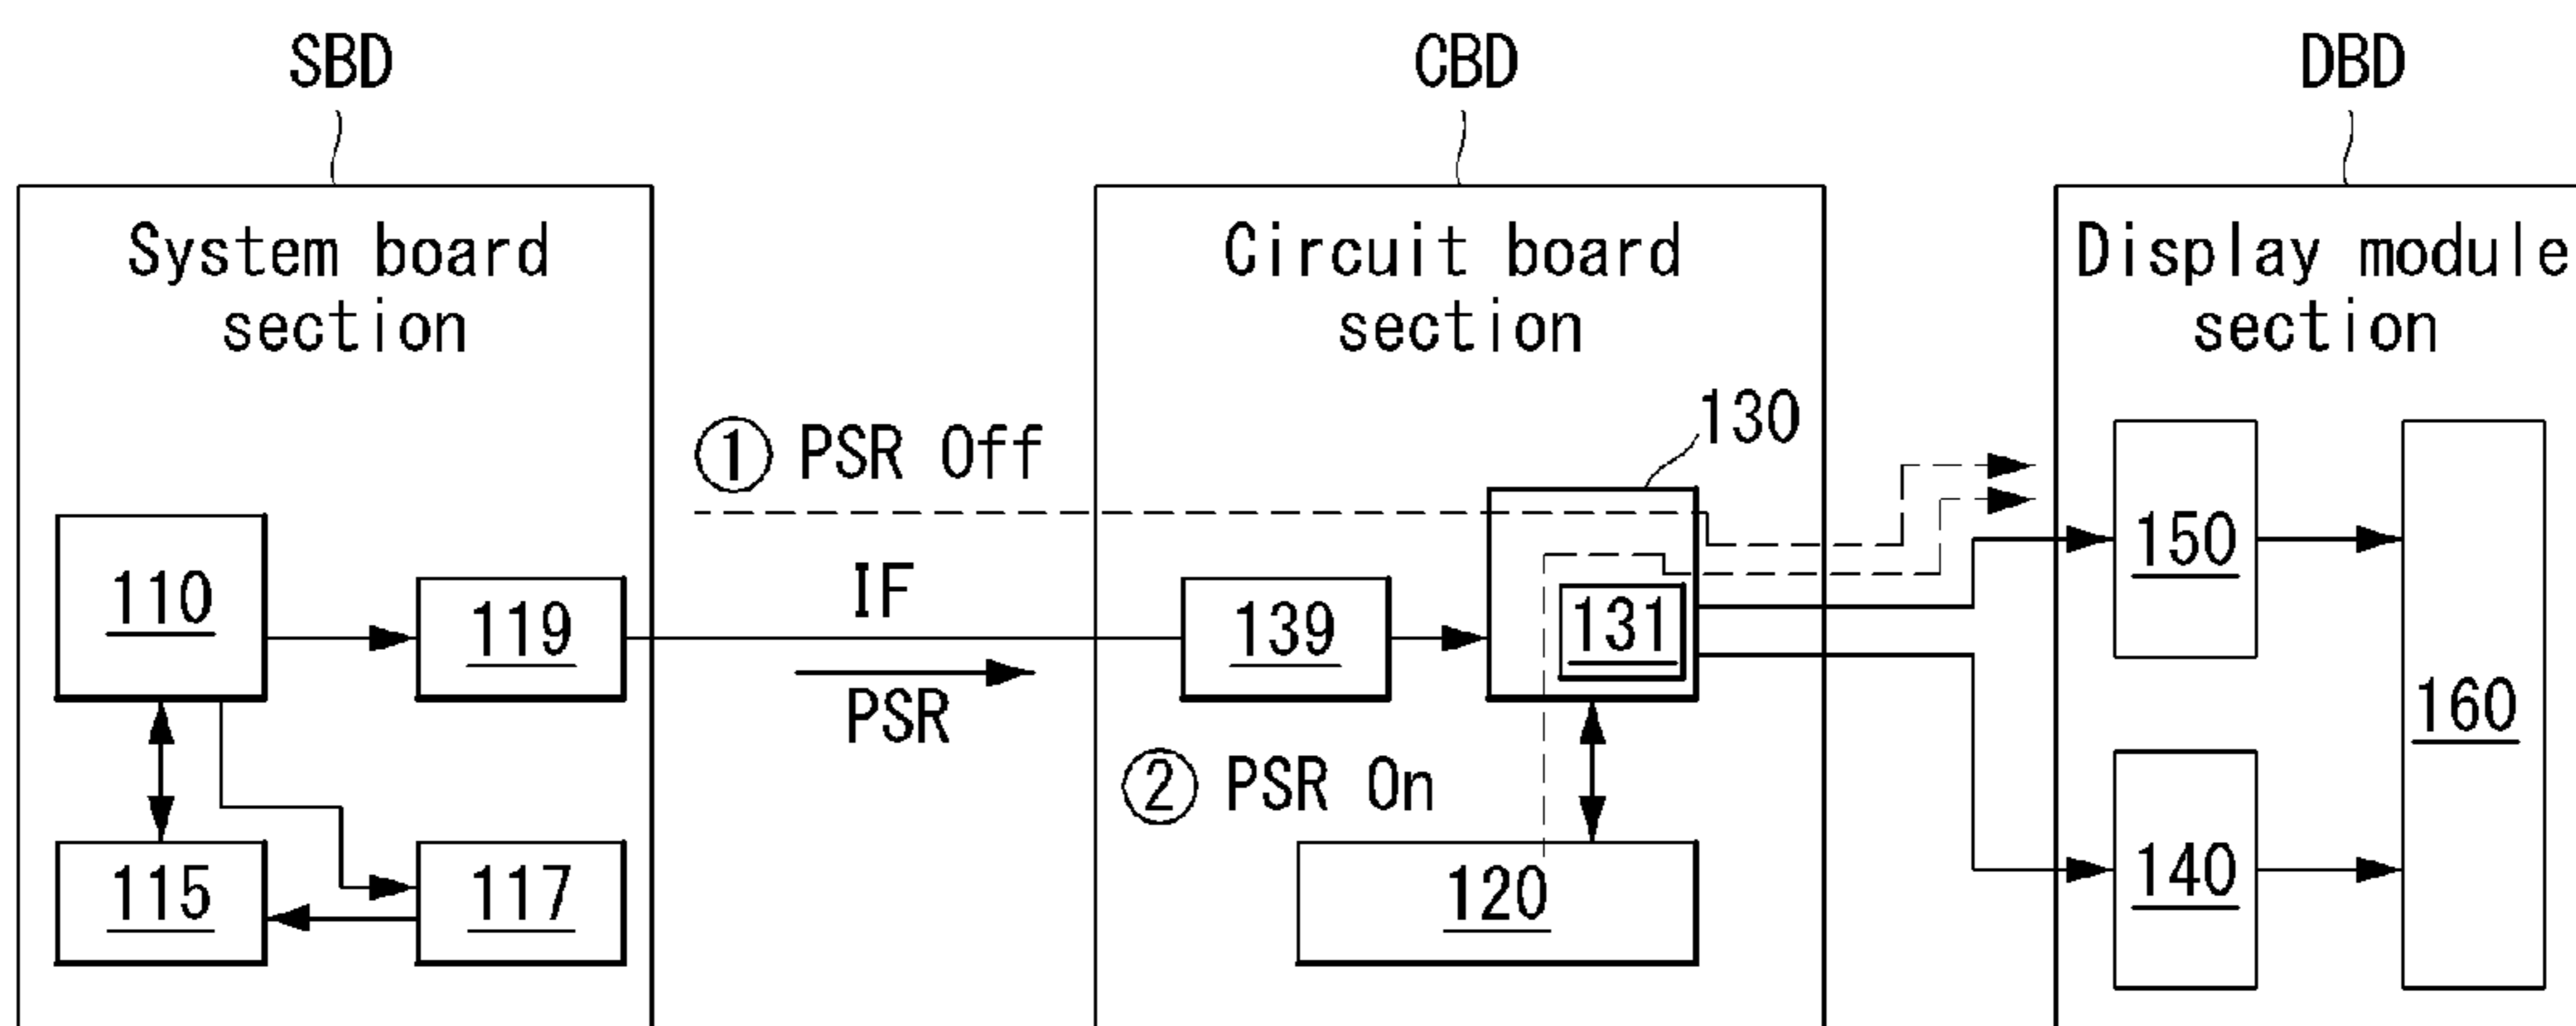 SBD
CBD
DBD
System board
section
Circuit board
section
Display module
section
① PSR Off
130
110
119
IF
PSR
139
131
150
160
② PSR On
115
117
120
140